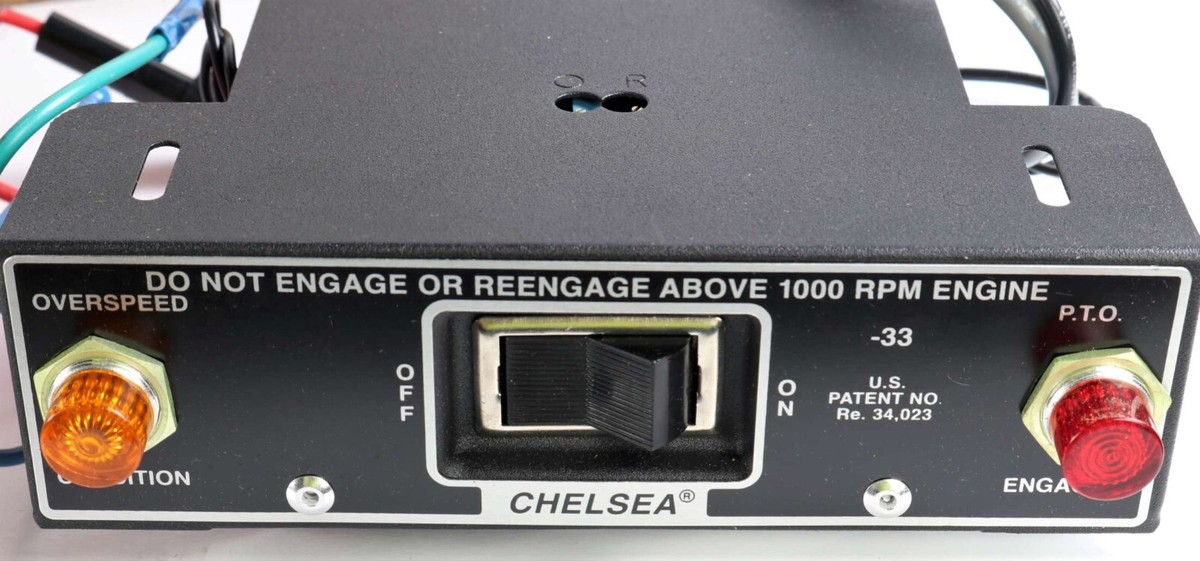 O R
DO NOT ENGAGE OR REENGAGE ABOVE 1000 RPM ENGINE
OVERSPEED
P.T.O.
-33
OFF
ON
U.S.
PATENT NO.
Re. 34,023
CHELSEA®